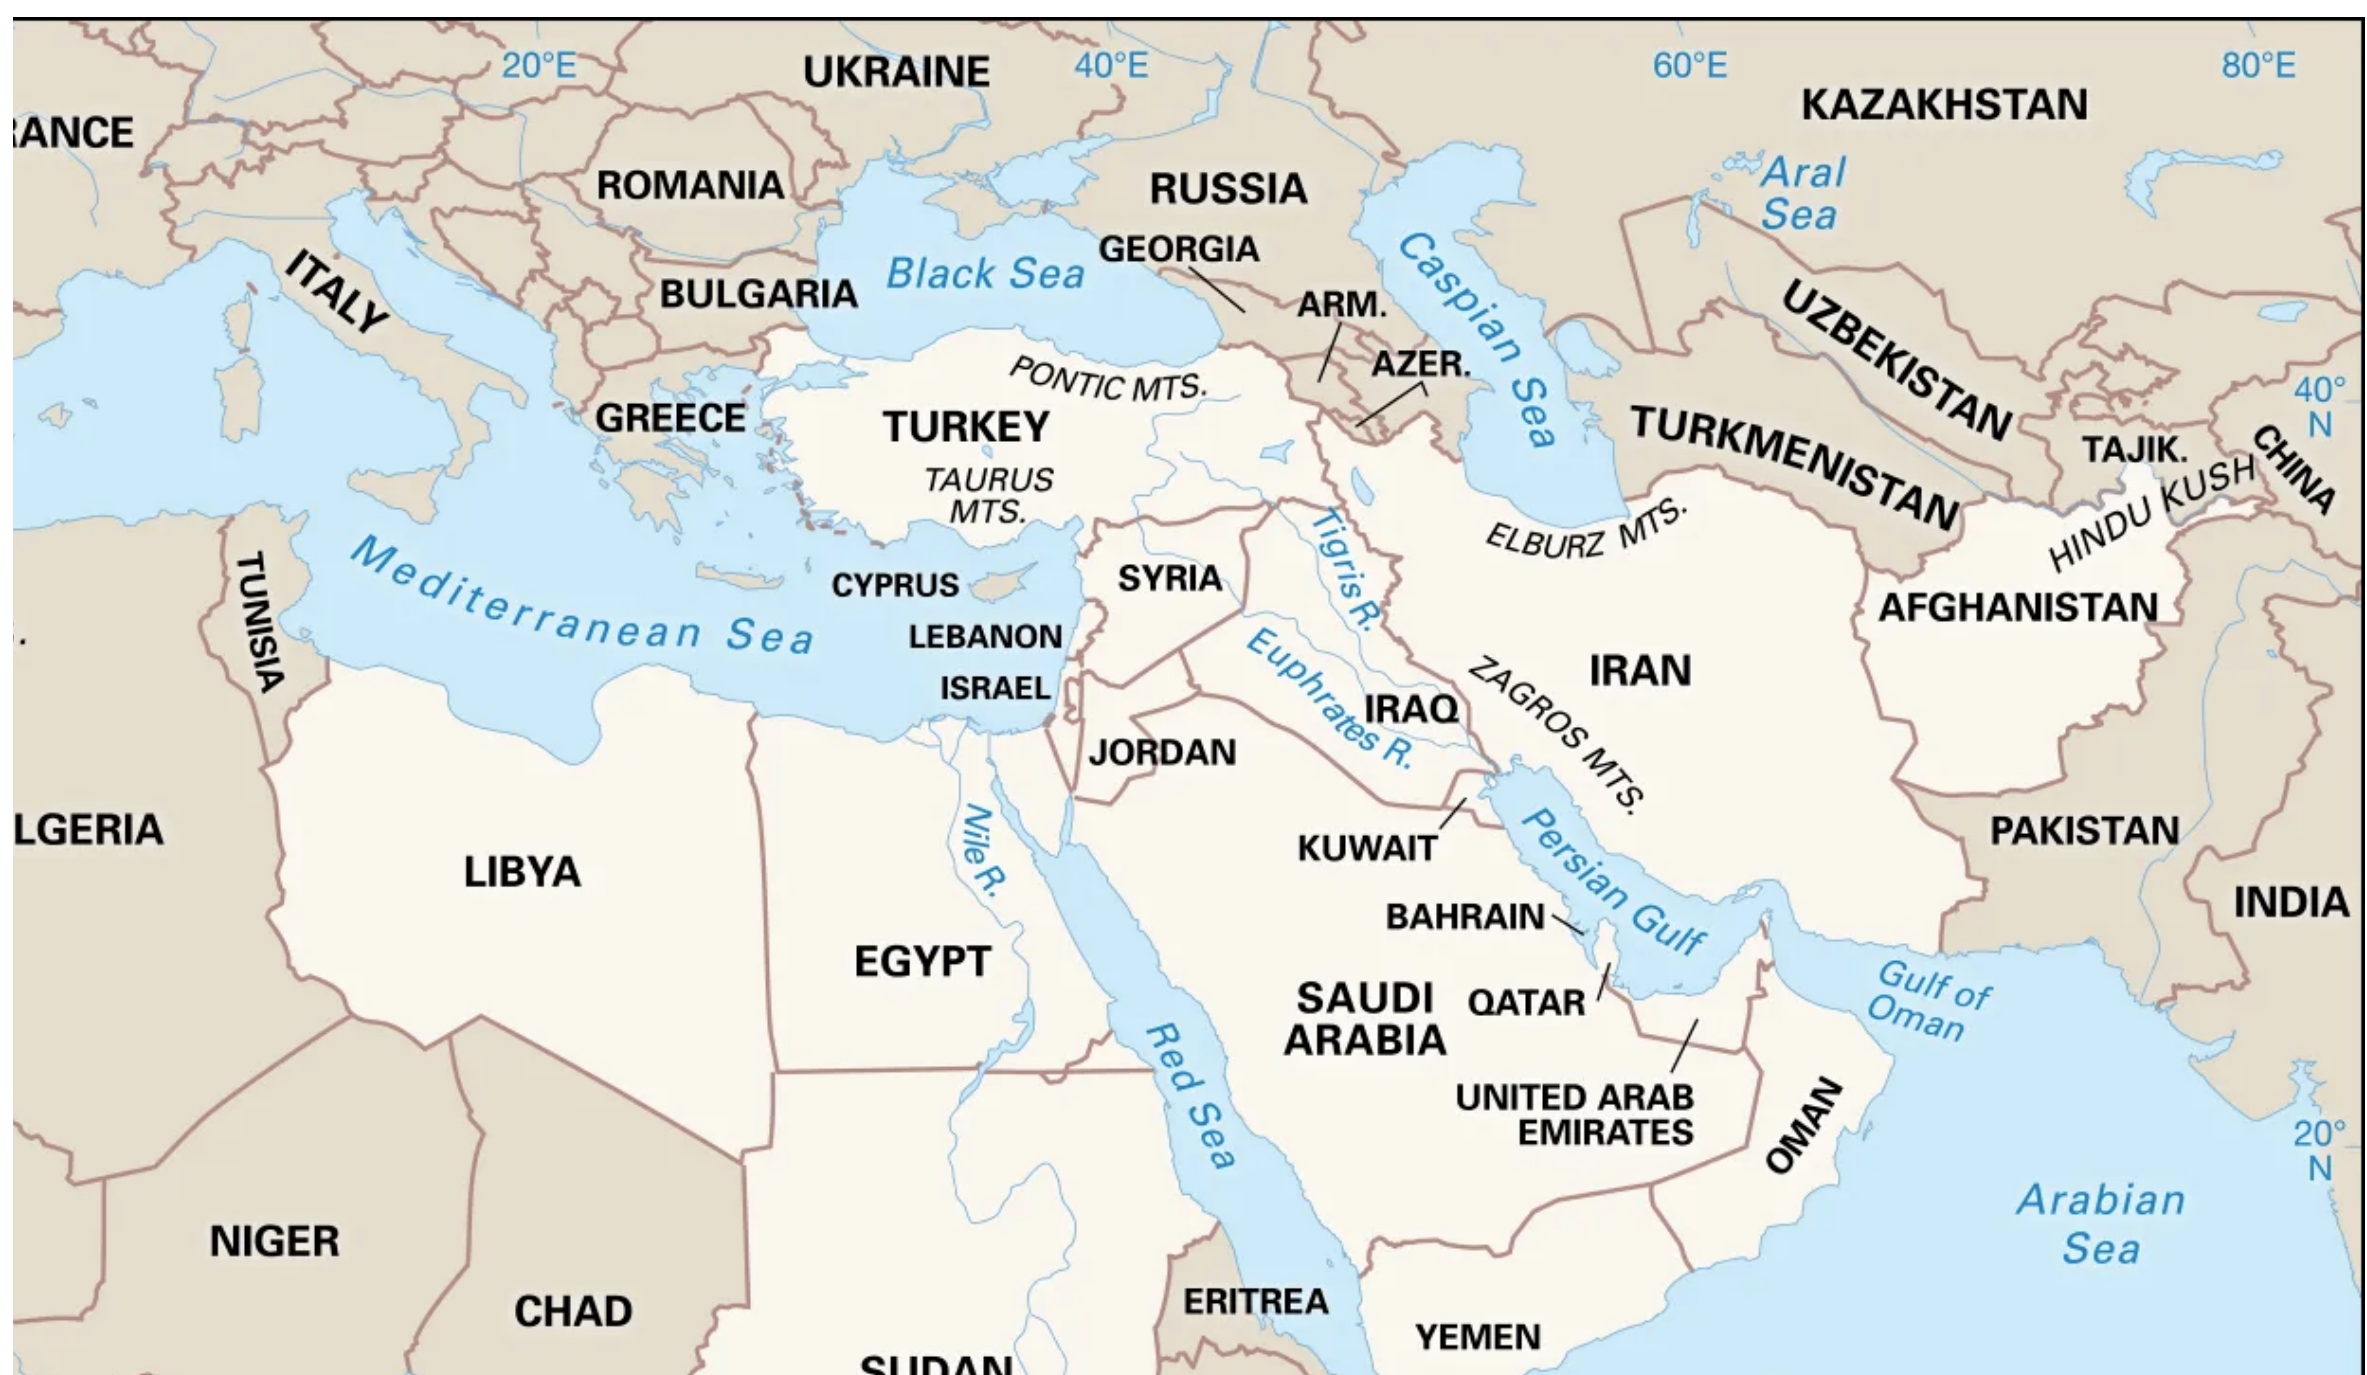 20°E
40°E
60°E
80°E
UKRAINE
KAZAKHSTAN
RANCE
Aral
Sea
ROMANIA
RUSSIA
GEORGIA
ITALY
BULGARIA
Black Sea
ARM.
Caspian Sea
UZBEKISTAN
AZER.
PONTIC MTS.
40°
N
GREECE
TURKEY
TURKMENISTAN
TAJIK.
CHINA
TAURUS
MTS.
HINDU KUSH
ELBURZ MTS.
Tigris R.
TUNISIA
Mediterranean Sea
CYPRUS
SYRIA
AFGHANISTAN
LEBANON
Euphrates R.
IRAN
ISRAEL
IRAQ
ZAGROS MTS.
JORDAN
LGERIA
LIBYA
Nile R.
KUWAIT
Persian Gulf
PAKISTAN
INDIA
BAHRAIN
EGYPT
SAUDI
ARABIA
QATAR
Gulf of
Oman
Red Sea
UNITED ARAB
EMIRATES
OMAN
20°
N
Arabian
Sea
NIGER
CHAD
ERITREA
YEMEN
SUDAN